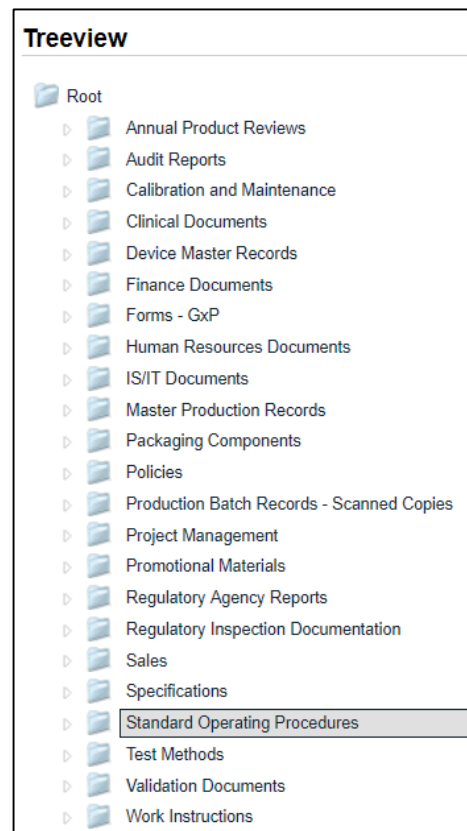 Treeview
Root
Annual Product Reviews
Audit Reports
Calibration and Maintenance
Clinical Documents
Device Master Records
Finance Documents
Forms - GxP
Human Resources Documents
IS/IT Documents
Master Production Records
Packaging Components
Policies
Production Batch Records - Scanned Copies
Project Management
Promotional Materials
Regulatory Agency Reports
Regulatory Inspection Documentation
Sales
Specifications
Standard Operating Procedures
Test Methods
Validation Documents
Work Instructions